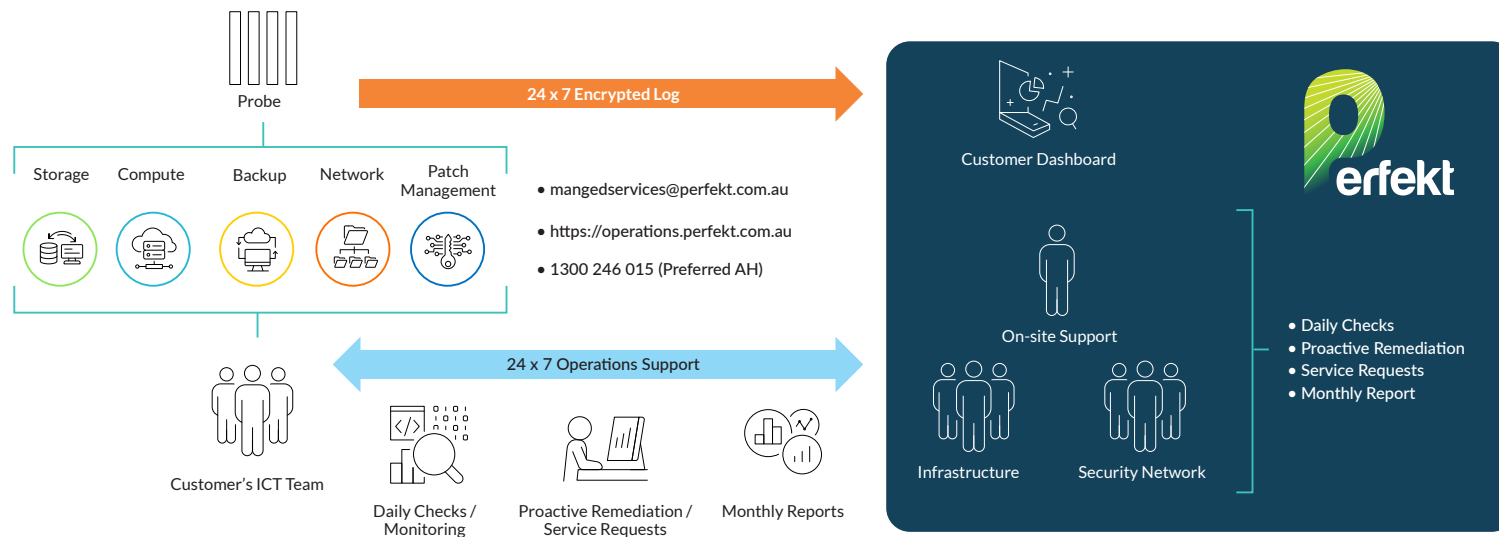 Probe
24 x 7 Encrypted Log
Storage
Compute
Backup
Network
Patch
Management
• mangedservices@perfekt.com.au
• https://operations.perfekt.com.au
• 1300 246 015 (Preferred AH)
24 x 7 Operations Support
Customer's ICT Team
Daily Checks /
Monitoring
Proactive Remediation /
Service Requests
Monthly Reports
Customer Dashboard
Perfekt
On-site Support
Infrastructure
Security Network
• Daily Checks
• Proactive Remediation
• Service Requests
• Monthly Report